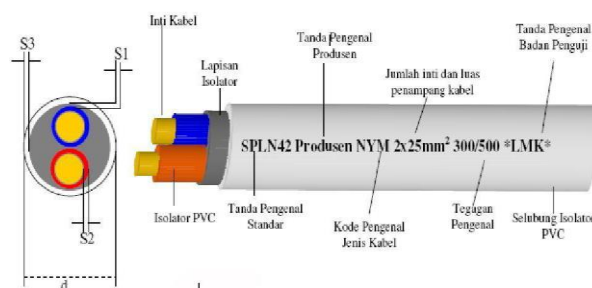 S3
S1
Inti Kabel
Lapisan
Isolator
Tanda Pengenal
Produsen
Jumlah inti dan luas
penampang kabel
Tanda Pengenal
Badan Penguji
SPLN42 Produsen NYM 2x25mm² 300/500 *LMK*
S2
Isolator PVC
Tanda Pengenal
Standar
Kode Pengenal
Jenis Kabel
Tegagan
Pengenal
Selubung Isolator
PVC
d